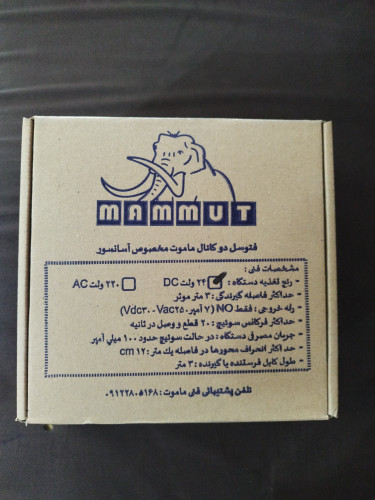 MAMMUT
فتوسل دو کانال ماموت مخصوص آسانسور
مشخصات فنی :
- رنج تغذیه دستگاه : ۲۴ ولت DC ۲۲۰ ولت AC
- حداکثر فاصله گیرندگی : ۳ متر موثر
- رله خروجی : فقط NO (۷ آمپر Vdc۳۰ - Vac۲۵۰)
- حداکثر فرکانس سوئیچ : ۲۰ قطع و وصل در ثانیه
- جریان مصرفی دستگاه : در حالت سوئیچ حدود ۱۰۰ میلی آمپر
- حداکثر انحراف محورها در فاصله یک متر : ۱۲ cm
- طول کابل فرستنده یا گیرنده : ۳ متر
تلفن پشتیبانی فنی ماموت : ۰۹۱۲۲۸۰۵۱۶۸